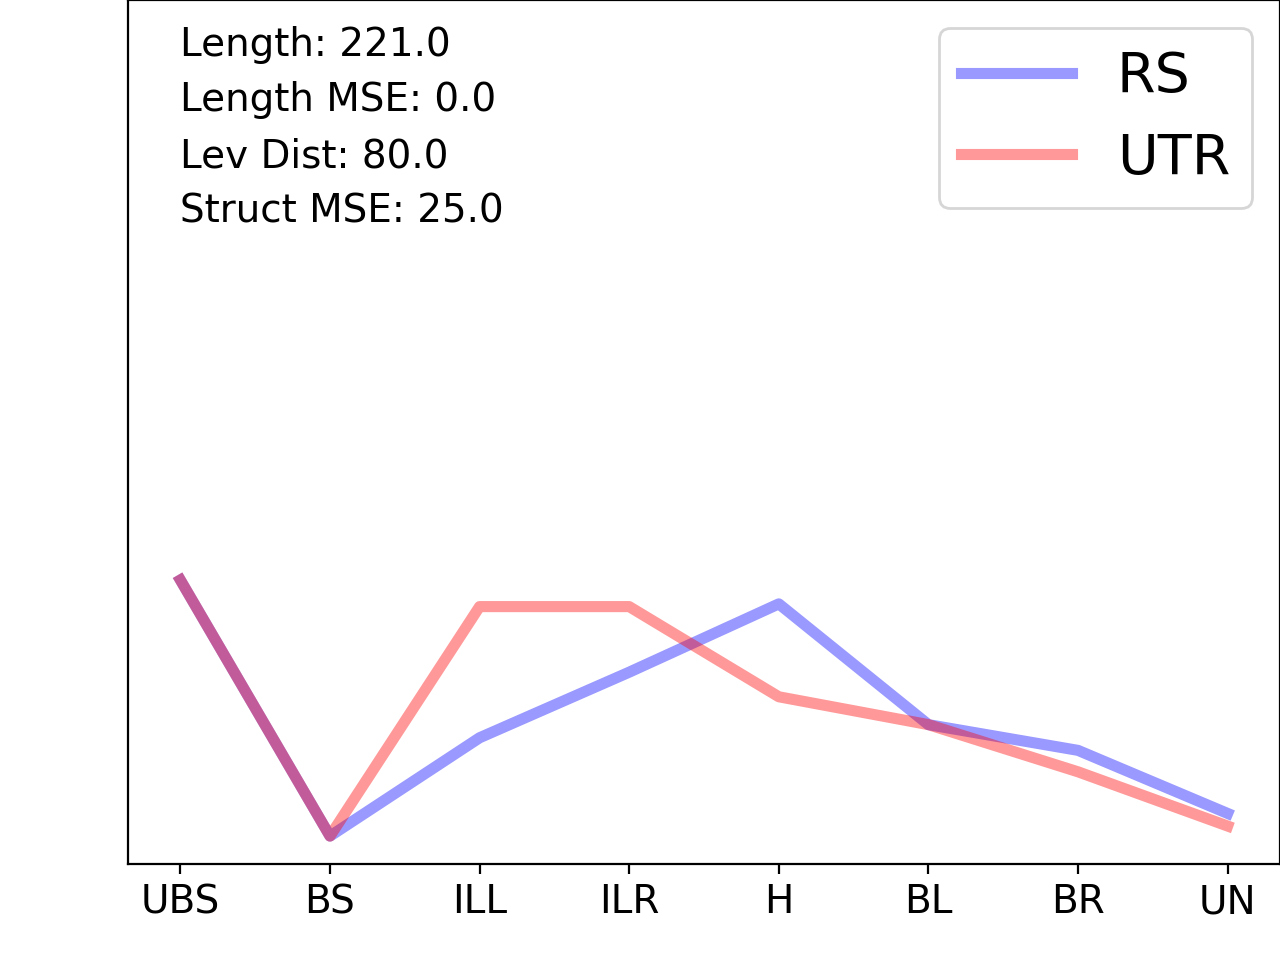 Length: 221.0
Length MSE: 0.0
Lev Dist: 80.0
Struct MSE: 25.0
RS
UTR
UBS BS ILL ILR H BL BR UN